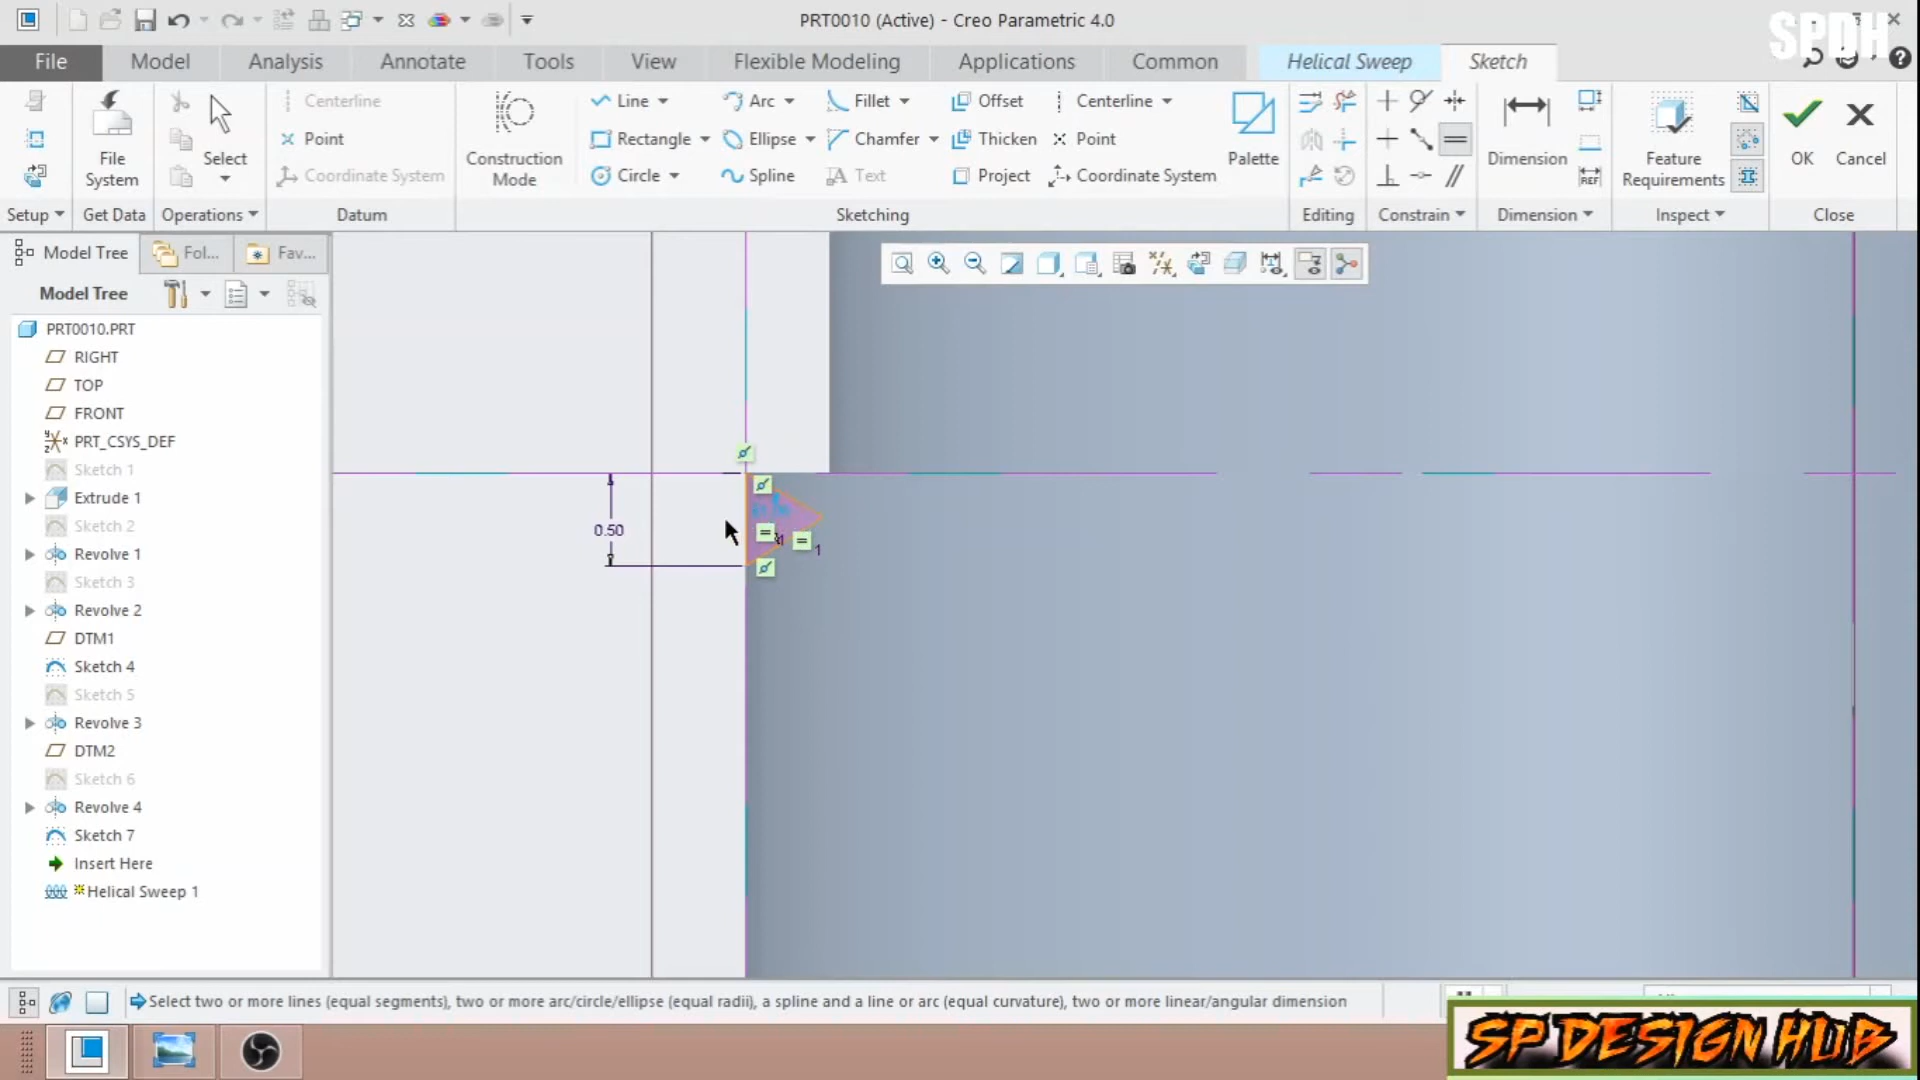 PRT0010 (Active) - Creo Parametric 4.0
SPDH
File Model Analysis Annotate Tools View Flexible Modeling Applications Common Helical Sweep Sketch
File System
Select
Centerline
Point
Coordinate System
Construction Mode
Line Arc Fillet Offset Centerline
Rectangle Ellipse Chamfer Thicken Point
Circle Spline Text Project Coordinate System
Palette
Dimension
REF
Feature Requirements
OK Cancel
Setup Get Data Operations Datum Sketching Editing Constrain Dimension Inspect Close
Model Tree Fol... Fav...
Model Tree
PRT0010.PRT
RIGHT
TOP
FRONT
PRT_CSYS_DEF
Sketch 1
Extrude 1
Sketch 2
Revolve 1
Sketch 3
Revolve 2
DTM1
Sketch 4
Sketch 5
Revolve 3
DTM2
Sketch 6
Revolve 4
Sketch 7
Insert Here
Helical Sweep 1
0.50
1
Select two or more lines (equal segments), two or more arc/circle/ellipse (equal radii), a spline and a line or arc (equal curvature), two or more linear/angular dimension
SP DESIGN HUB